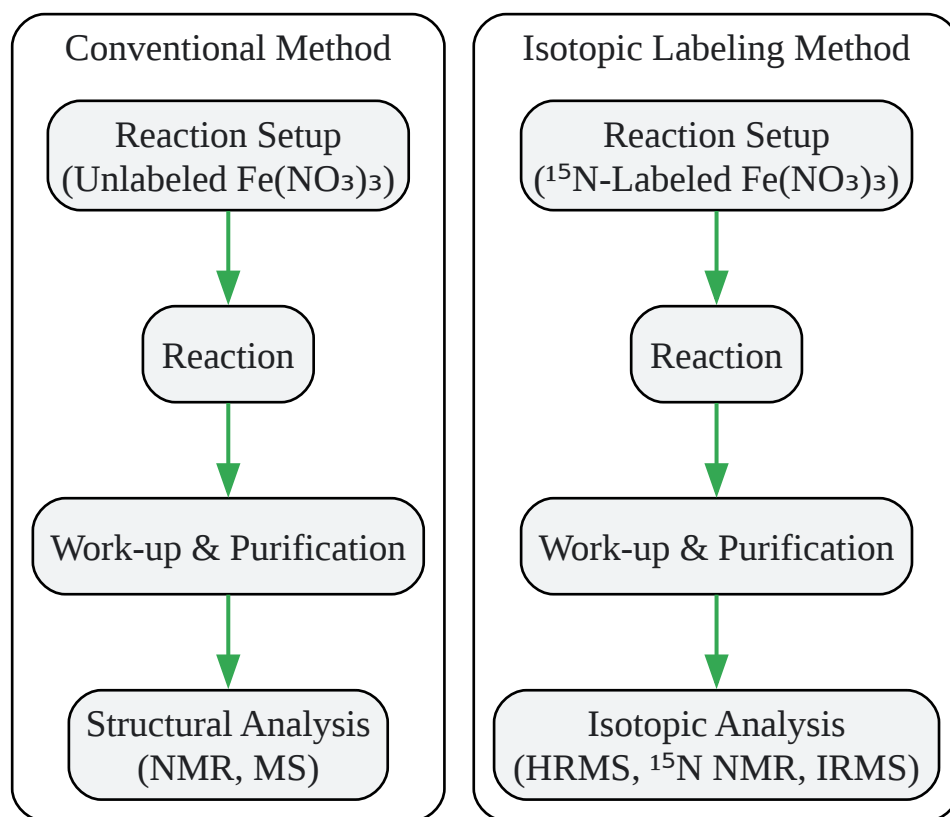 Conventional Method
Reaction Setup
(Unlabeled Fe(NO₃)₃)
Reaction
Work-up & Purification
Structural Analysis
(NMR, MS)
Isotopic Labeling Method
Reaction Setup
(¹⁵N-Labeled Fe(NO₃)₃)
Reaction
Work-up & Purification
Isotopic Analysis
(HRMS, ¹⁵N NMR, IRMS)